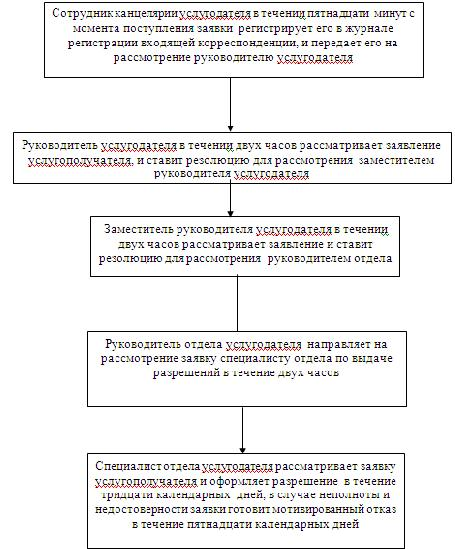 Сотрудник канцелярии услугодателя в течении пятнадцати минут с
момента поступления заявки регистрирует его в журнале
регистрации входящей корреспонденции, и передает его на
рассмотрение руководителю услугодателя
Руководитель услугодателя в течении двух часов рассматривает заявление
услугополучателя, и ставит резолюцию для рассмотрения заместителем
руководителя услугодателя
Заместитель руководителя услугодателя в течении
двух часов рассматривает заявление и ставит
резолюцию для рассмотрения руководителем отдела
Руководитель отдела услугодателя направляет на
рассмотрение заявку специалисту отдела по выдаче
разрешений в течение двух часов
Специалист отдела услугодателя рассматривает заявку
услугополучателя и оформляет разрешение в течение
тридцати календарных дней, в случае неполноты и
недостоверности заявки готовит мотивированный отказ
в течение пятнадцати календарных дней